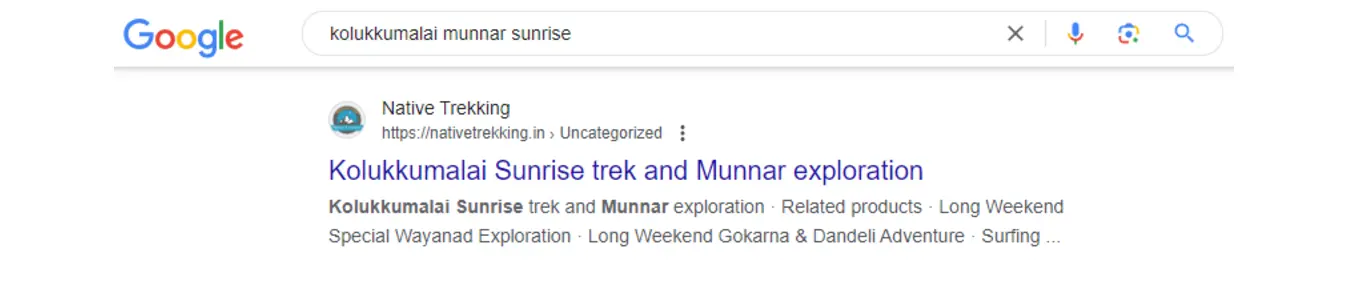 Google
kolukkumalai munnar sunrise
Native Trekking
https://nativetrekking.in › Uncategorized
Kolukkumalai Sunrise trek and Munnar exploration
Kolukkumalai Sunrise trek and Munnar exploration · Related products · Long Weekend
Special Wayanad Exploration · Long Weekend Gokarna & Dandeli Adventure · Surfing ...